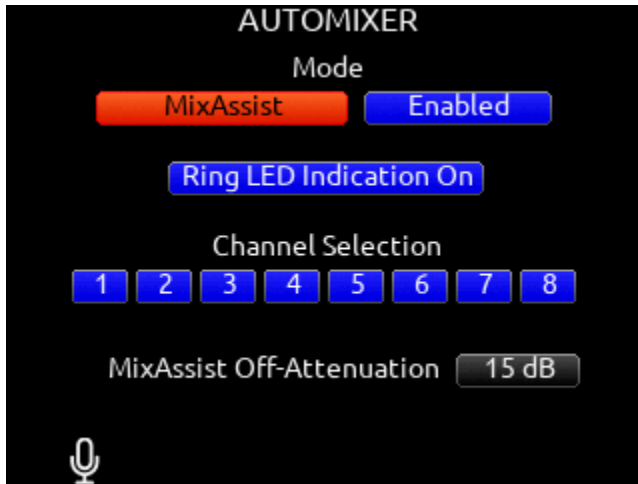 AUTOMIXER
Mode
MixAssist Enabled
Ring LED Indication On
Channel Selection
1 2 3 4 5 6 7 8
MixAssist Off-Attenuation 15 dB